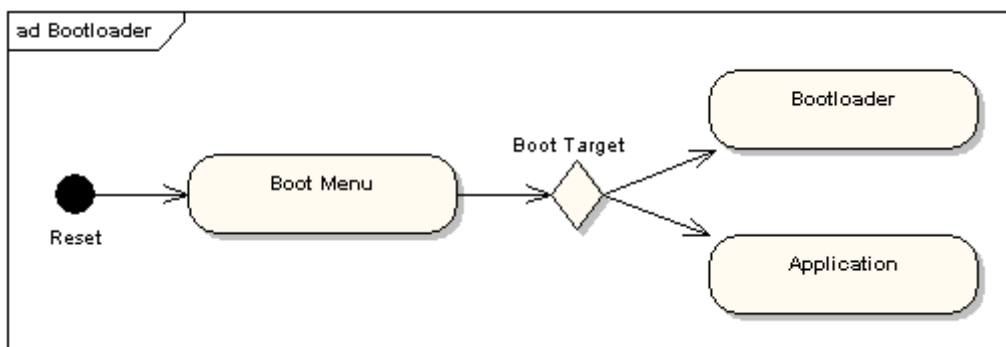 ad Bootloader
Bootloader
Boot Target
Boot Menu
Reset
Application